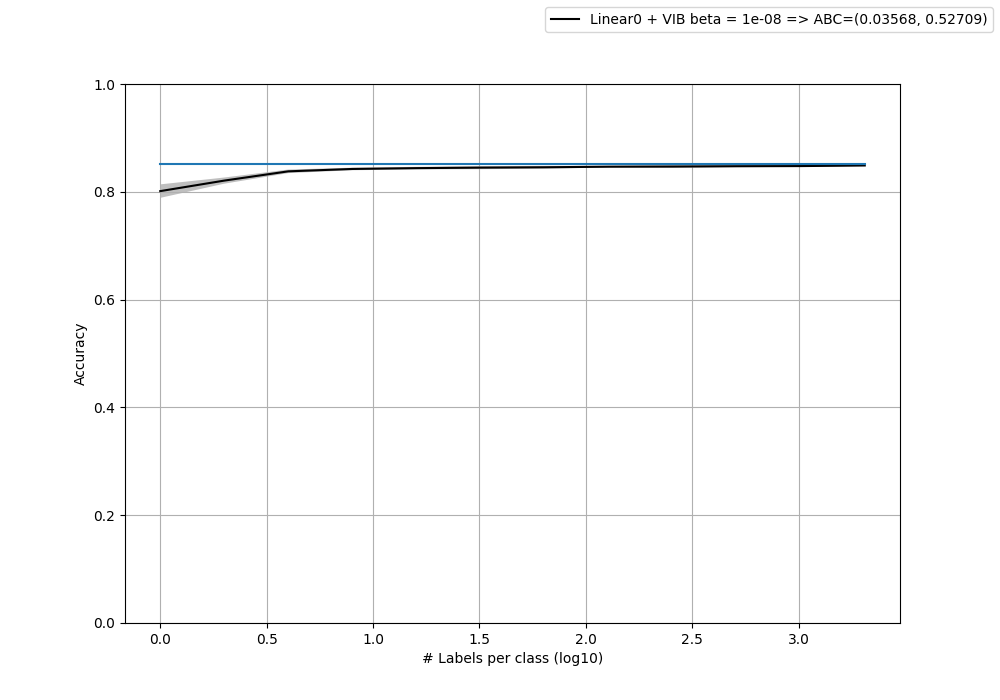 Linear0 + VIB beta = 1e-08 => ABC=(0.03568, 0.52709)
1.0
0.8
0.6
0.4
0.2
0.0
Accuracy
0.0 0.5 1.0 1.5 2.0 2.5 3.0
# Labels per class (log10)